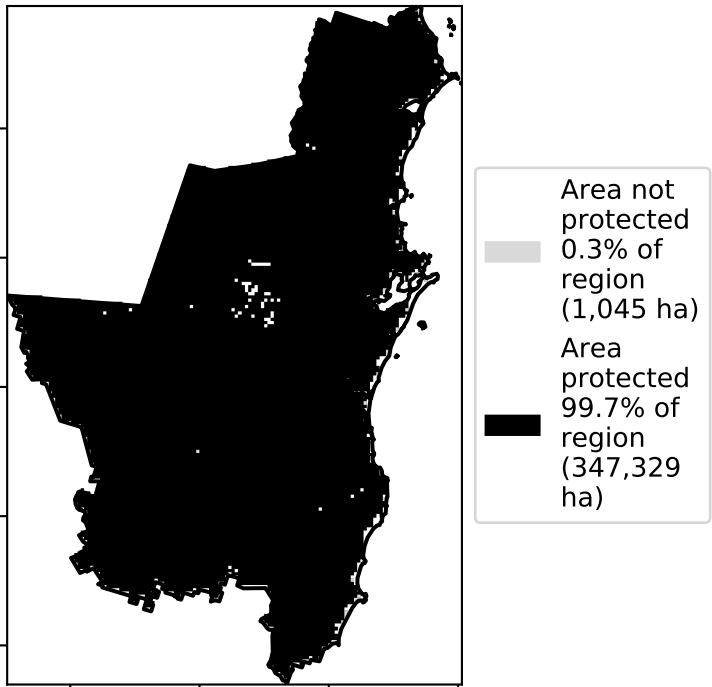 Area not
protected
0.3% of
region
(1,045 ha)
Area
protected
99.7% of
region
(347,329
ha)